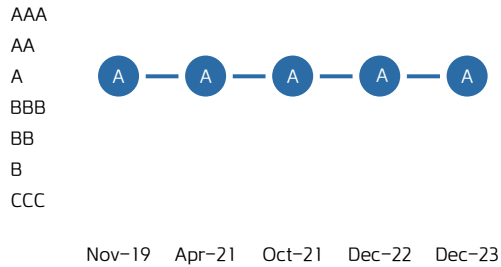 AAA
AA
A A A A A A
BBB
BB
B
CCC
Nov-19 Apr-21 Oct-21 Dec-22 Dec-23